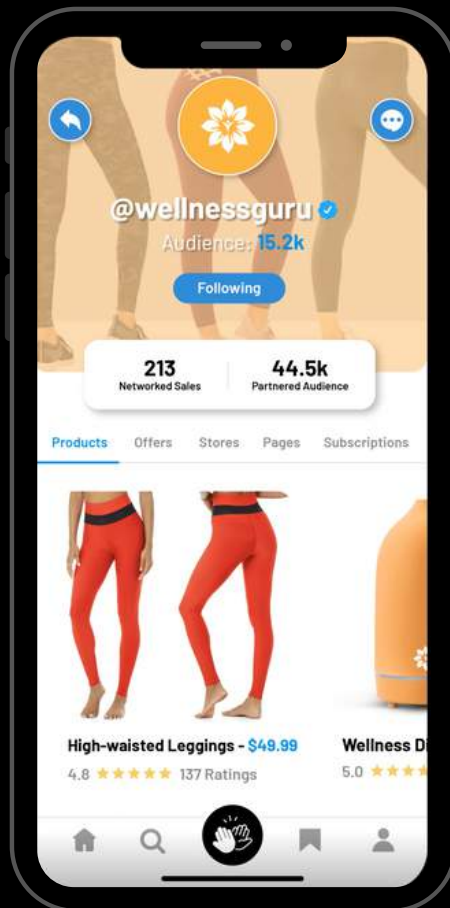 @wellnessguru
Audience: 15.2k
Following
213
Networked Sales
44.5k
Partnered Audience
Products Offers Stores Pages Subscriptions
High-waisted Leggings - $49.99
4.8 137 Ratings
Wellness
5.0